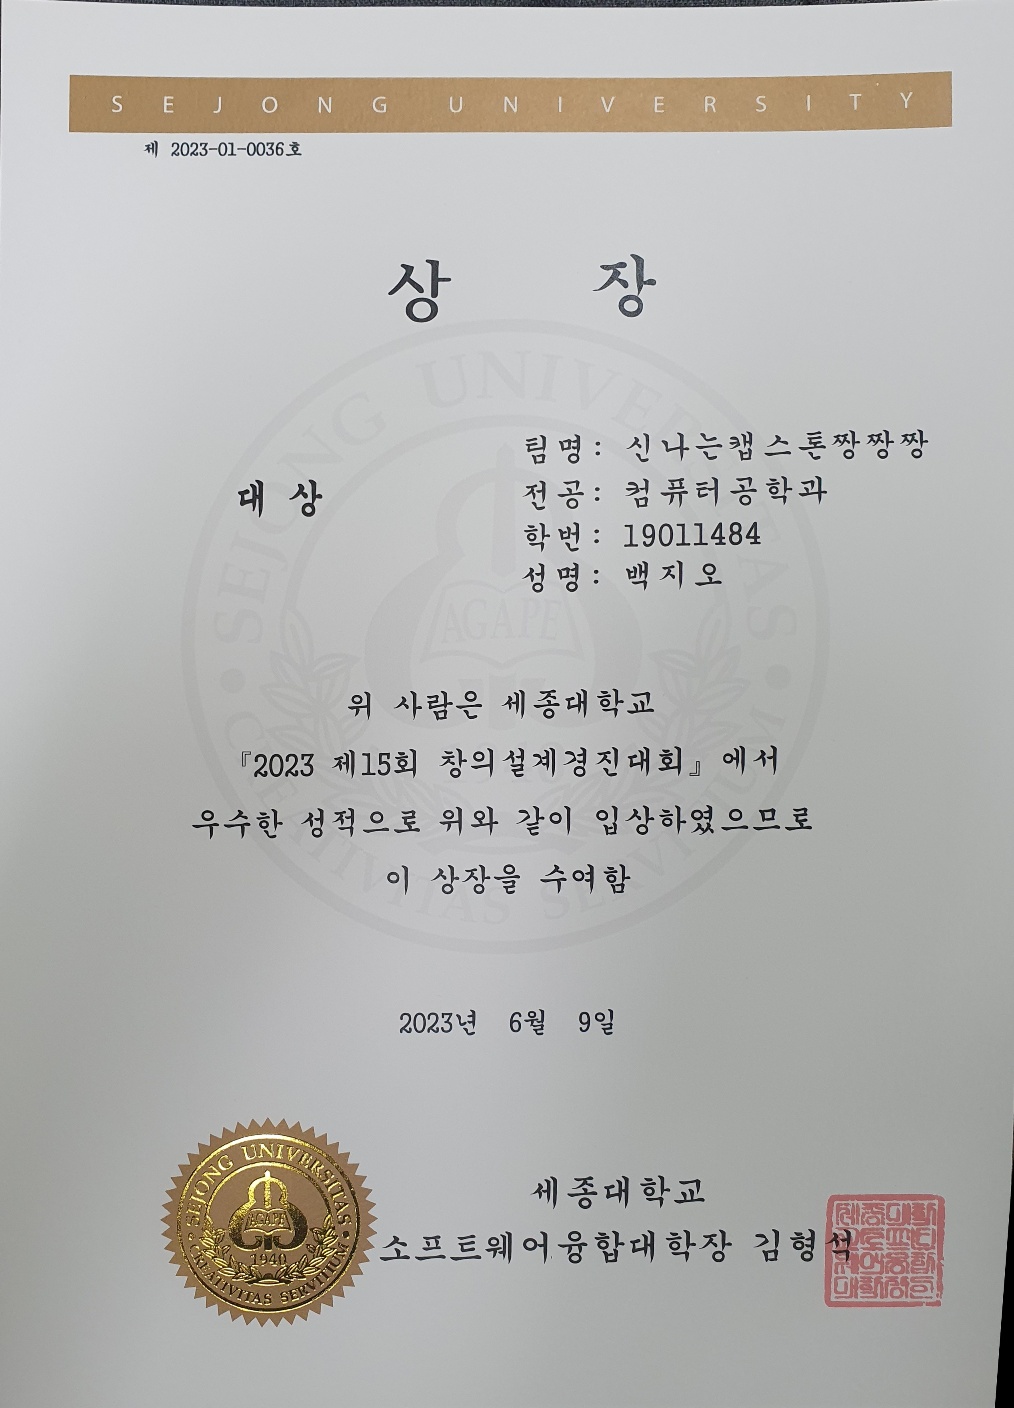 SEJONG UNIVERSITY
제 2023-01-0036호
상 장
대 상
팀명: 신나는캡스톤짱짱짱
전공: 컴퓨터공학과
학번: 19011484
성명: 백지오
위 사람은 세종대학교
『2023 제15회 창의설계경진대회』에서
우수한 성적으로 위와 같이 입상하였으므로
이 상장을 수여함
2023년 6월 9일
세종대학교
소프트웨어융합대학장 김형석
SEJONG UNIVERSITAS
AGAPE
1940
CREATIVITAS SERVITIUM
SEJONG UNIVERSITAS
AGAPE
CREATIVITAS SERVITIUM